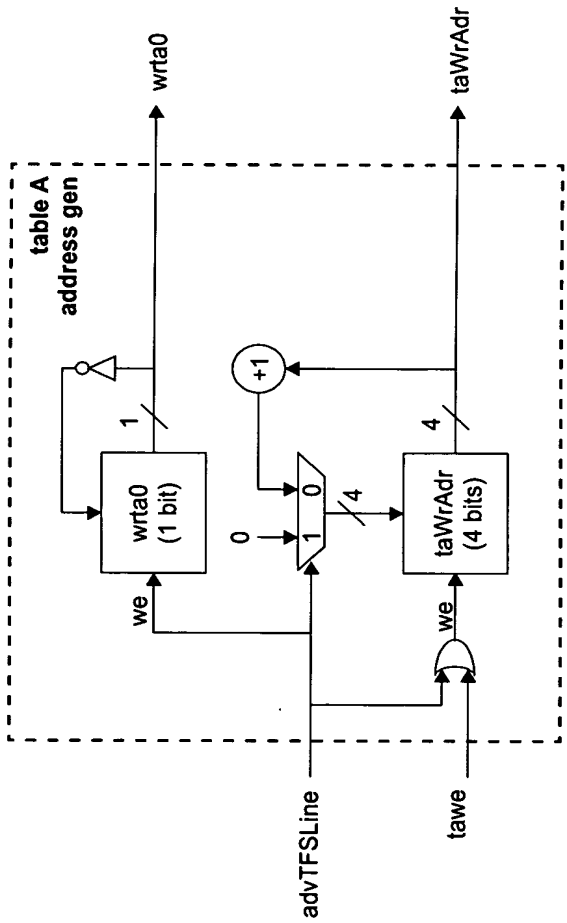 table A
address gen
wrta0
(1 bit)
1
wrta0
we
0
+1
1 0
4
advTFSLine
taWrAdr
(4 bits)
4
taWrAdr
we
tawe